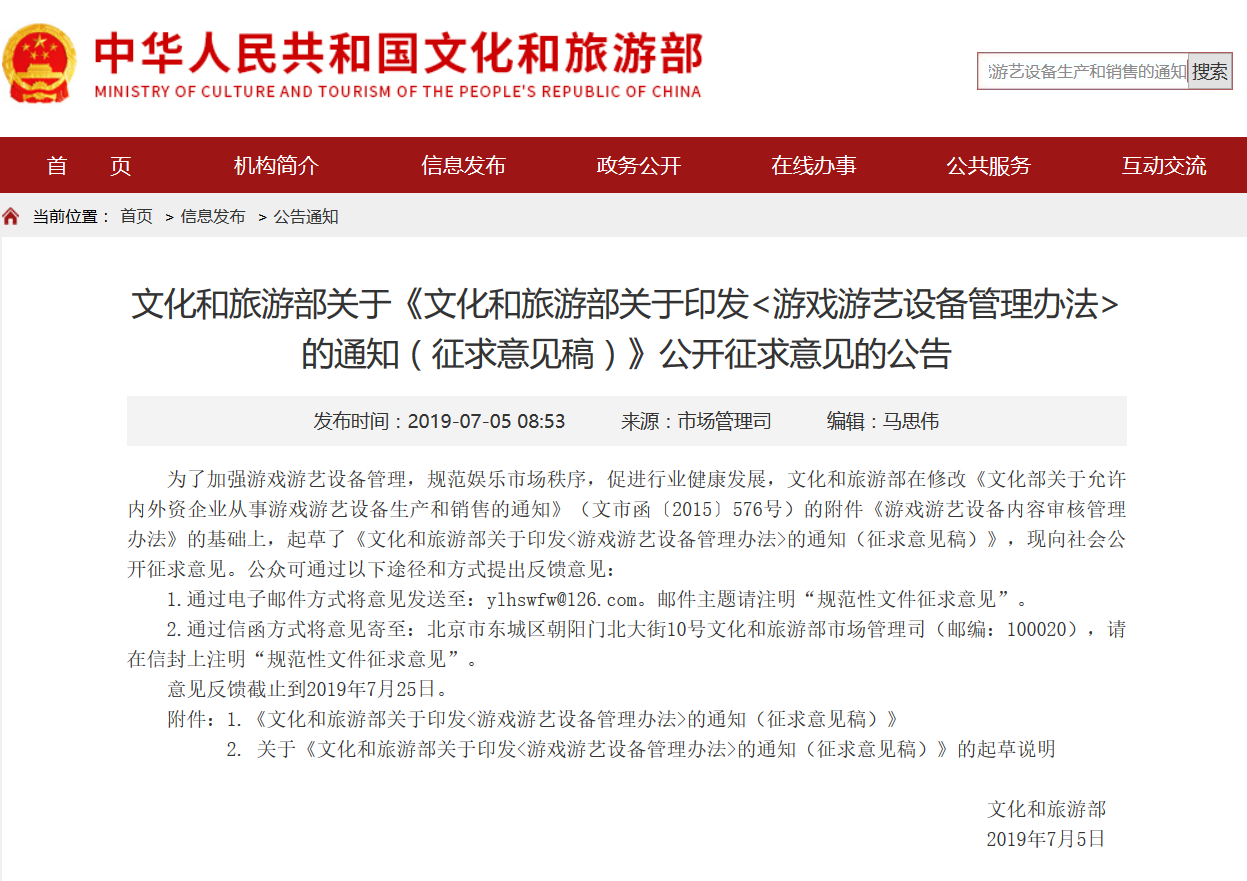 中华人民共和国文化和旅游部
MINISTRY OF CULTURE AND TOURISM OF THE PEOPLE'S REPUBLIC OF CHINA
游艺设备生产和销售的通知 搜索
首 页 机构简介 信息发布 政务公开 在线办事 公共服务 互动交流
当前位置： 首页 > 信息发布 > 公告通知
文化和旅游部关于《文化和旅游部关于印发<游戏游艺设备管理办法>
的通知（征求意见稿）》公开征求意见的公告
发布时间：2019-07-05 08:53 来源：市场管理司 编辑：马思伟
为了加强游戏游艺设备管理，规范娱乐市场秩序，促进行业健康发展，文化和旅游部在修改《文化部关于允许
内外资企业从事游戏游艺设备生产和销售的通知》（文市函〔2015〕576号）的附件《游戏游艺设备内容审核管理
办法》的基础上，起草了《文化和旅游部关于印发<游戏游艺设备管理办法>的通知（征求意见稿）》，现向社会公
开征求意见。公众可通过以下途径和方式提出反馈意见：
1.通过电子邮件方式将意见发送至：ylhswfw@126.com。邮件主题请注明“规范性文件征求意见”。
2.通过信函方式将意见寄至：北京市东城区朝阳门北大街10号文化和旅游部市场管理司（邮编：100020），请
在信封上注明“规范性文件征求意见”。
意见反馈截止到2019年7月25日。
附件：1.《文化和旅游部关于印发<游戏游艺设备管理办法>的通知（征求意见稿）》
2. 关于《文化和旅游部关于印发<游戏游艺设备管理办法>的通知（征求意见稿）》的起草说明
文化和旅游部
2019年7月5日